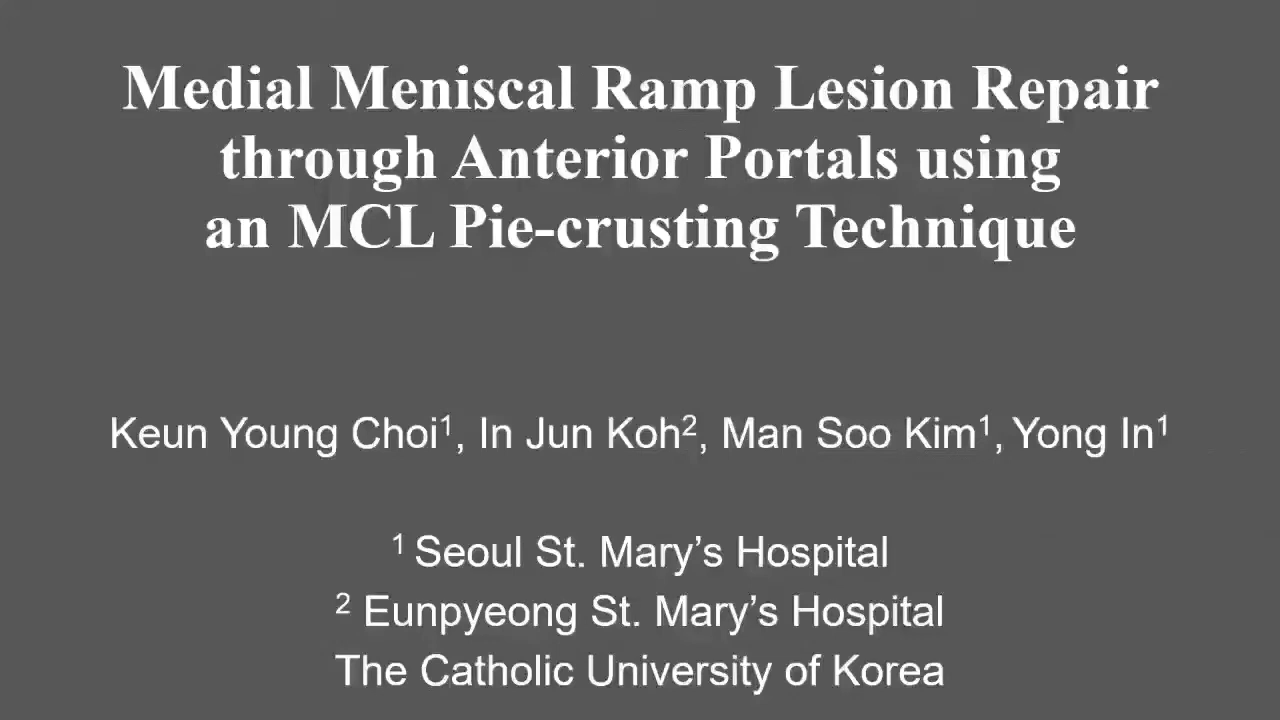 Medial Meniscal Ramp Lesion Repair
through Anterior Portals using
an MCL Pie-crusting Technique
Keun Young Choi¹, In Jun Koh², Man Soo Kim¹, Yong In¹
¹ Seoul St. Mary’s Hospital
² Eunpyeong St. Mary’s Hospital
The Catholic University of Korea